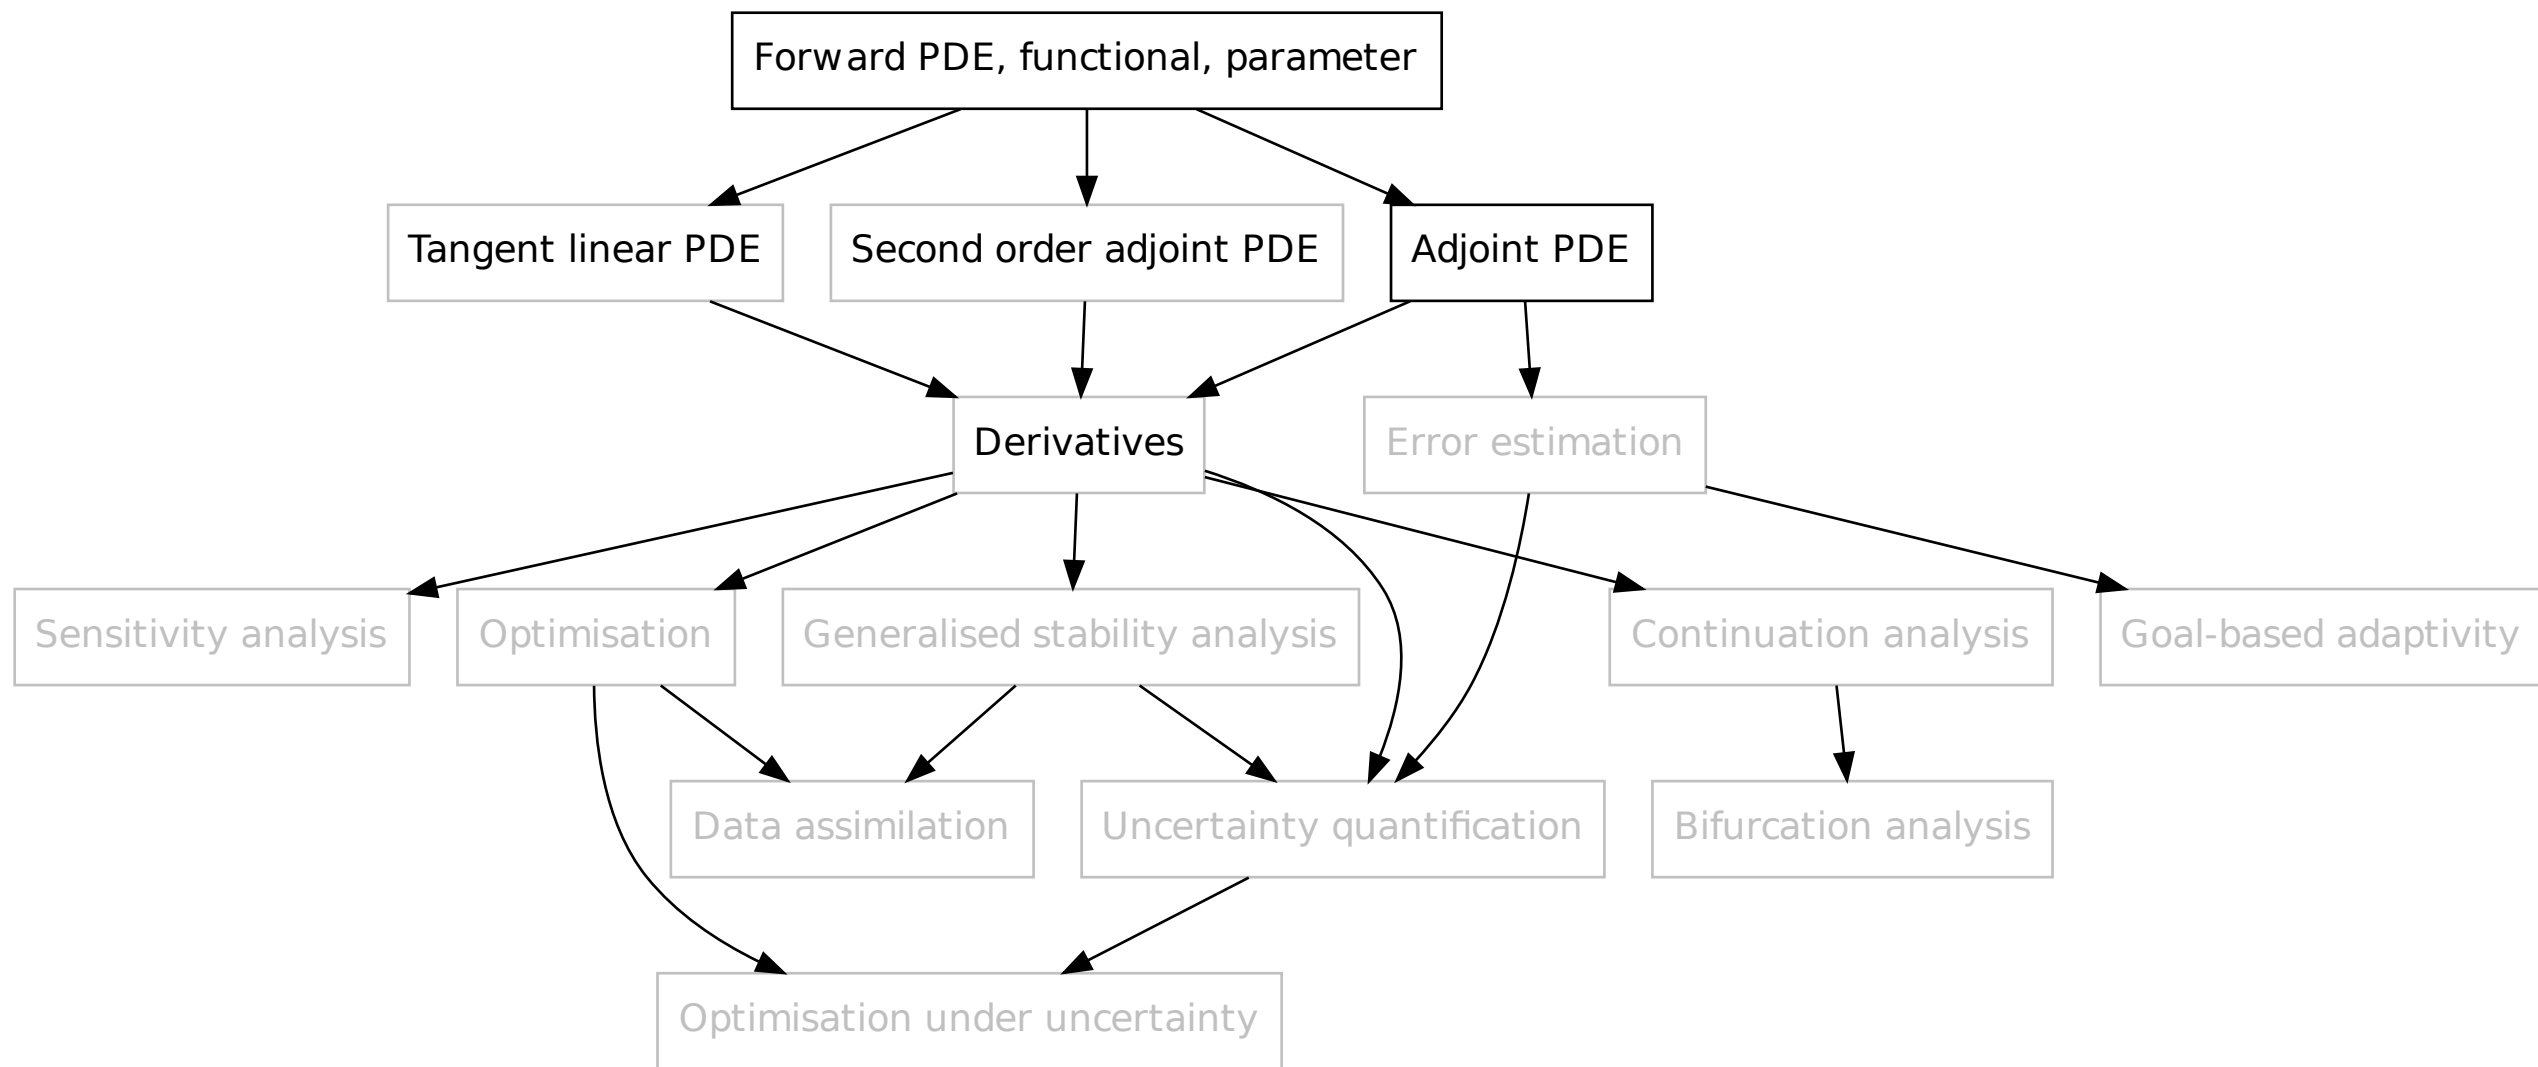 Forward PDE, functional, parameter
Tangent linear PDE
Second order adjoint PDE
Adjoint PDE
Derivatives
Error estimation
Sensitivity analysis
Optimisation
Generalised stability analysis
Continuation analysis
Goal-based adaptivity
Data assimilation
Uncertainty quantification
Bifurcation analysis
Optimisation under uncertainty